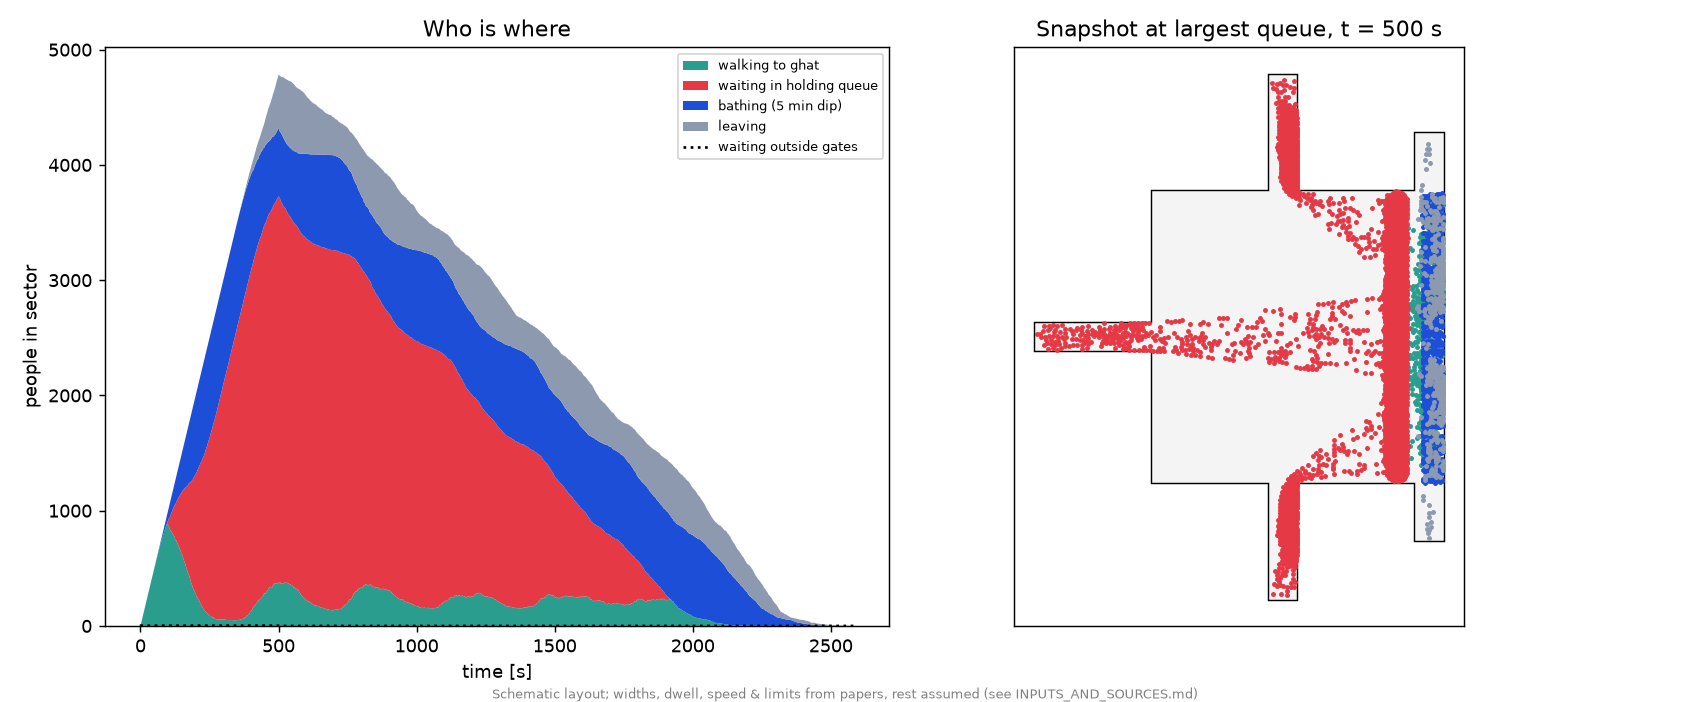 Who is where
Snapshot at largest queue, t = 500 s
5000
4000
3000
2000
1000
0
people in sector
walking to ghat
waiting in holding queue
bathing (5 min dip)
leaving
waiting outside gates
0 500 1000 1500 2000 2500
time [s]
Schematic layout; widths, dwell, speed & limits from papers, rest assumed (see INPUTS_AND_SOURCES.md)